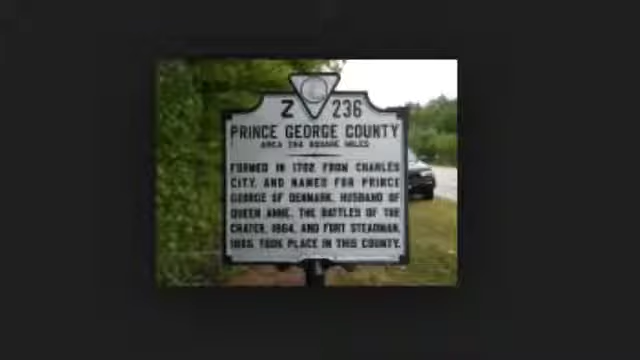 Z 236
PRINCE GEORGE COUNTY
AREA 294 SQUARE MILES
FORMED IN 1702 FROM CHARLES
CITY, AND NAMED FOR PRINCE
GEORGE OF DENMARK, HUSBAND OF
QUEEN ANNE. THE BATTLES OF THE
CRATER, 1864, AND FORT STEADMAN,
1865, TOOK PLACE IN THIS COUNTY.